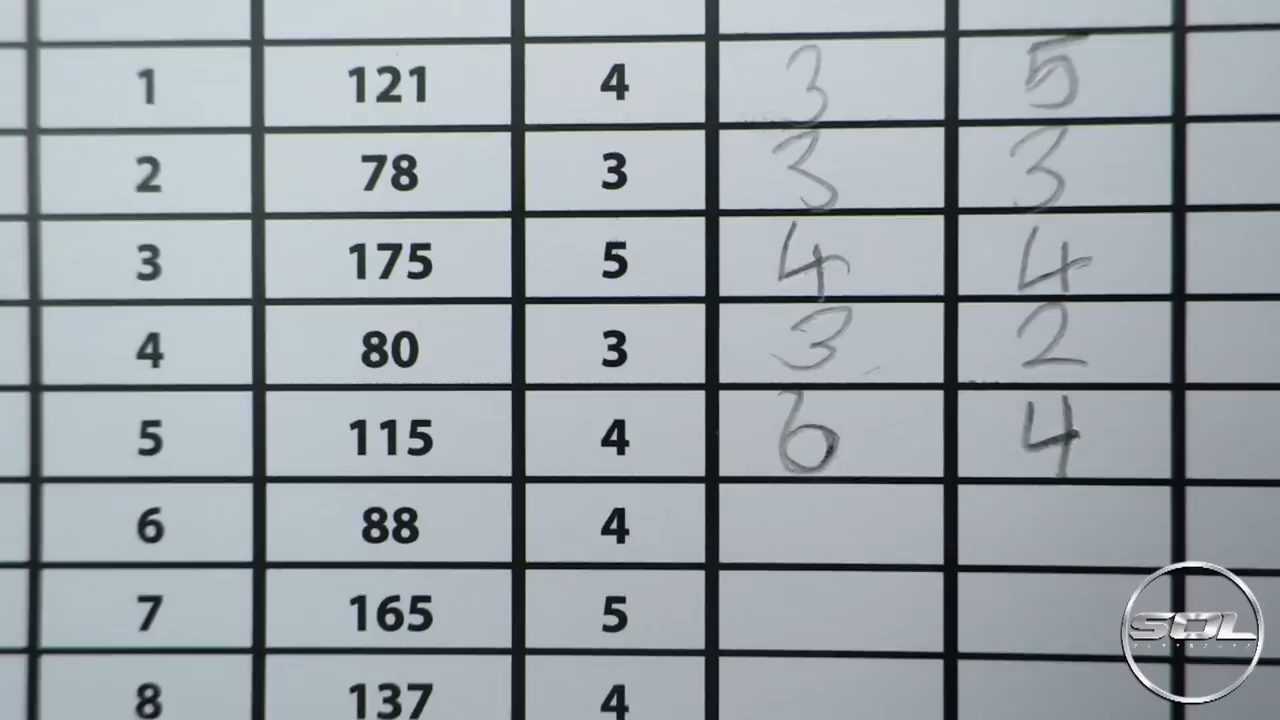 1 121 4 3 5
2 78 3 3 3
3 175 5 4 4
4 80 3 3 2
5 115 4 6 4
6 88 4
7 165 5
8 137 4
SOL